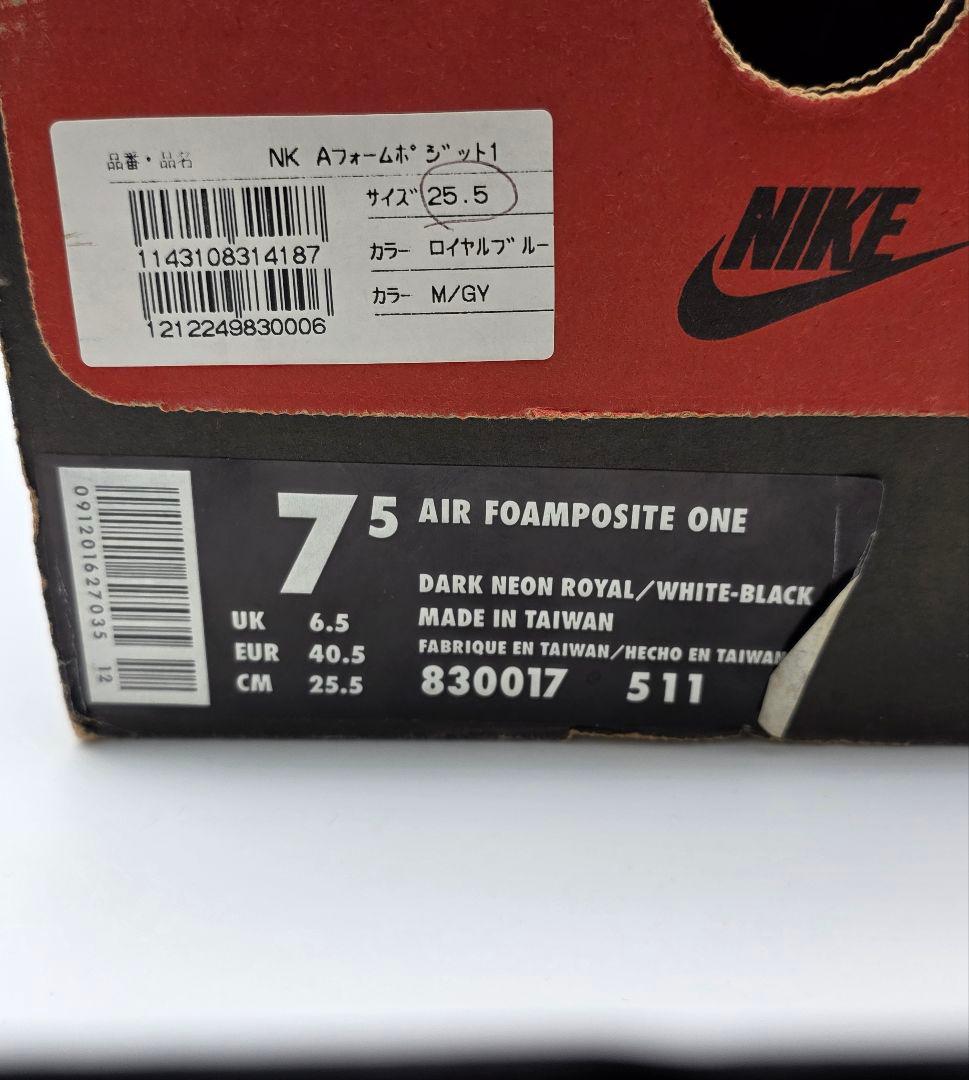 品番・品名 NK Aフォームポジット1
サイズ 25.5
1143108314187
カラー ロイヤルブルー
カラー M/GY
1212249830006
NIKE
091201627035 12
7 5 AIR FOAMPOSITE ONE
DARK NEON ROYAL/WHITE-BLACK
UK 6.5 MADE IN TAIWAN
EUR 40.5 FABRIQUE EN TAIWAN/HECHO EN TAIWAN
CM 25.5 830017 511